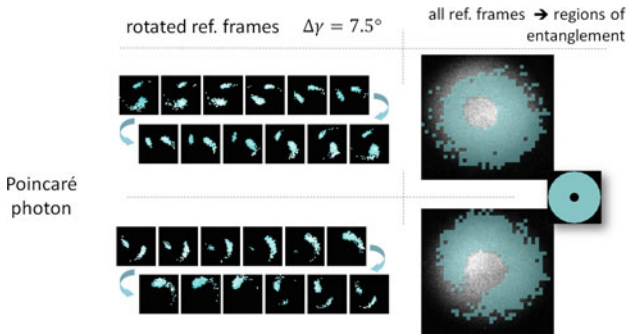 rotated ref. frames Δγ = 7.5°
all ref. frames ➔ regions of
entanglement
Poincaré
photon